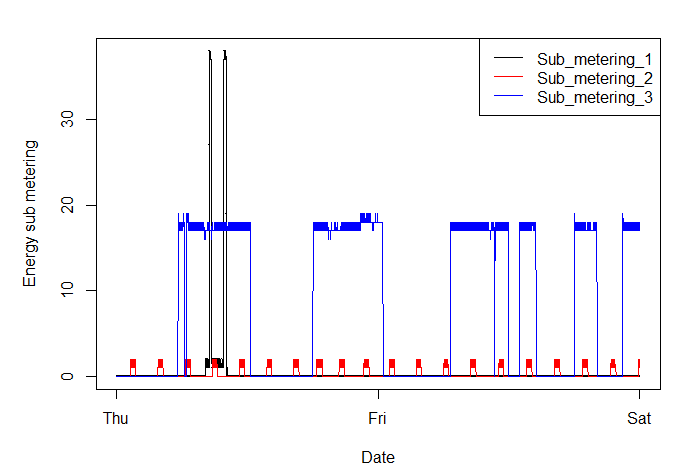 Sub_metering_1
Sub_metering_2
Sub_metering_3
Energy sub metering
30
20
10
0
Thu Fri Sat
Date